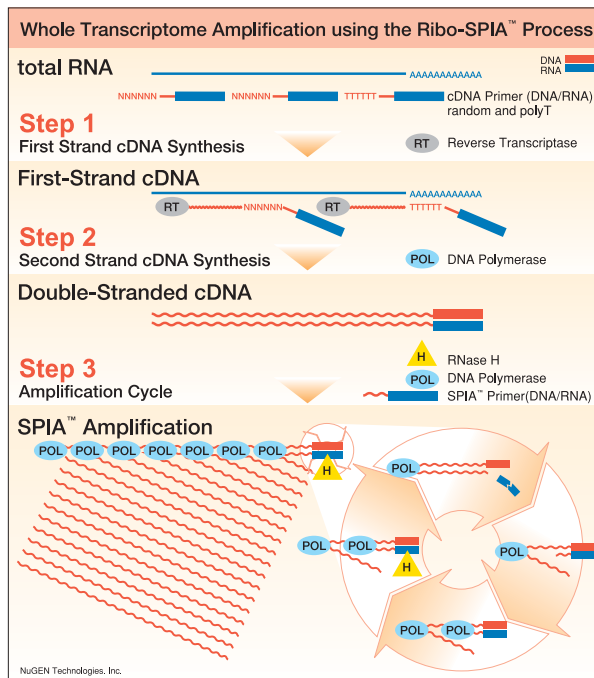 Whole Transcriptome Amplification using the Ribo-SPIA™ Process
total RNA
DNA
RNA
AAAAAAAAAAAA
NNNNNN
NNNNNN
TTTTTT
cDNA Primer (DNA/RNA)
random and polyT
Step 1
First Strand cDNA Synthesis
RT
Reverse Transcriptase
First-Strand cDNA
AAAAAAAAAAAA
RT
NNNNNN
RT
TTTTTT
Step 2
Second Strand cDNA Synthesis
POL
DNA Polymerase
Double-Stranded cDNA
H
RNase H
Step 3
POL
DNA Polymerase
Amplification Cycle
SPIA™ Primer(DNA/RNA)
SPIA™ Amplification
POL POL POL POL POL POL POL
H
POL
POL POL
H
POL
POL POL
NuGEN Technologies. Inc.